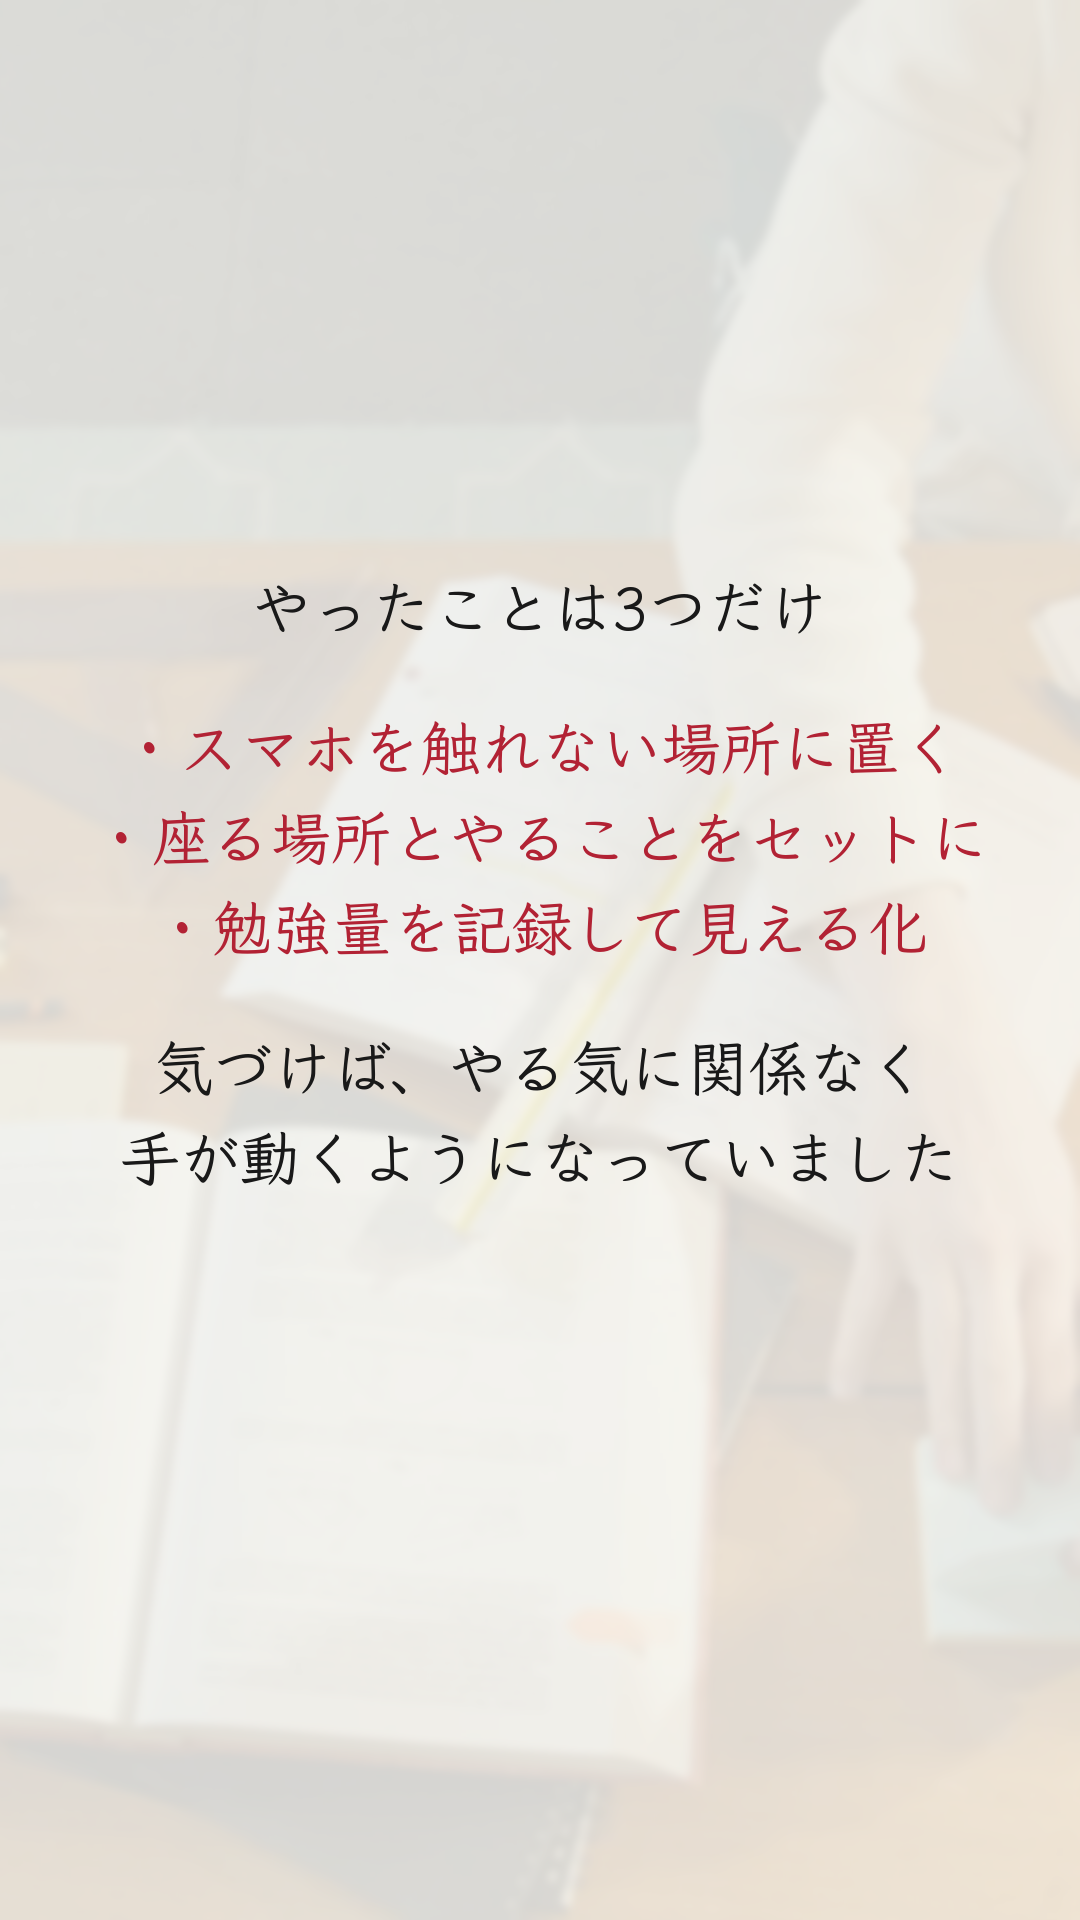 やったことは3つだけ
・スマホを触れない場所に置く
・座る場所とやることをセットに
・勉強量を記録して見える化
気づけば、やる気に関係なく
手が動くようになっていました